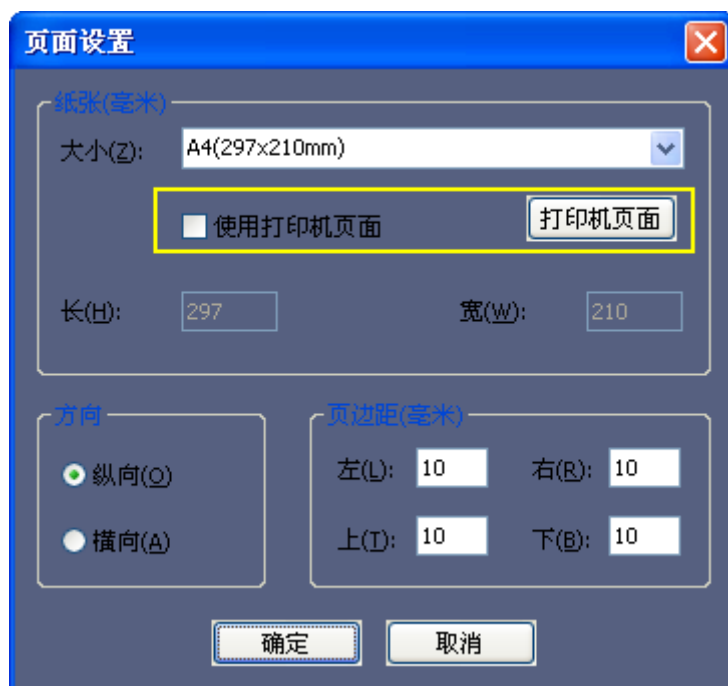 页面设置
纸张(毫米)
大小(Z): A4(297x210mm)
使用打印机页面 打印机页面
长(H): 297 宽(W): 210
方向 页边距(毫米)
纵向(O) 左(L): 10 右(R): 10
横向(A) 上(T): 10 下(B): 10
确定 取消